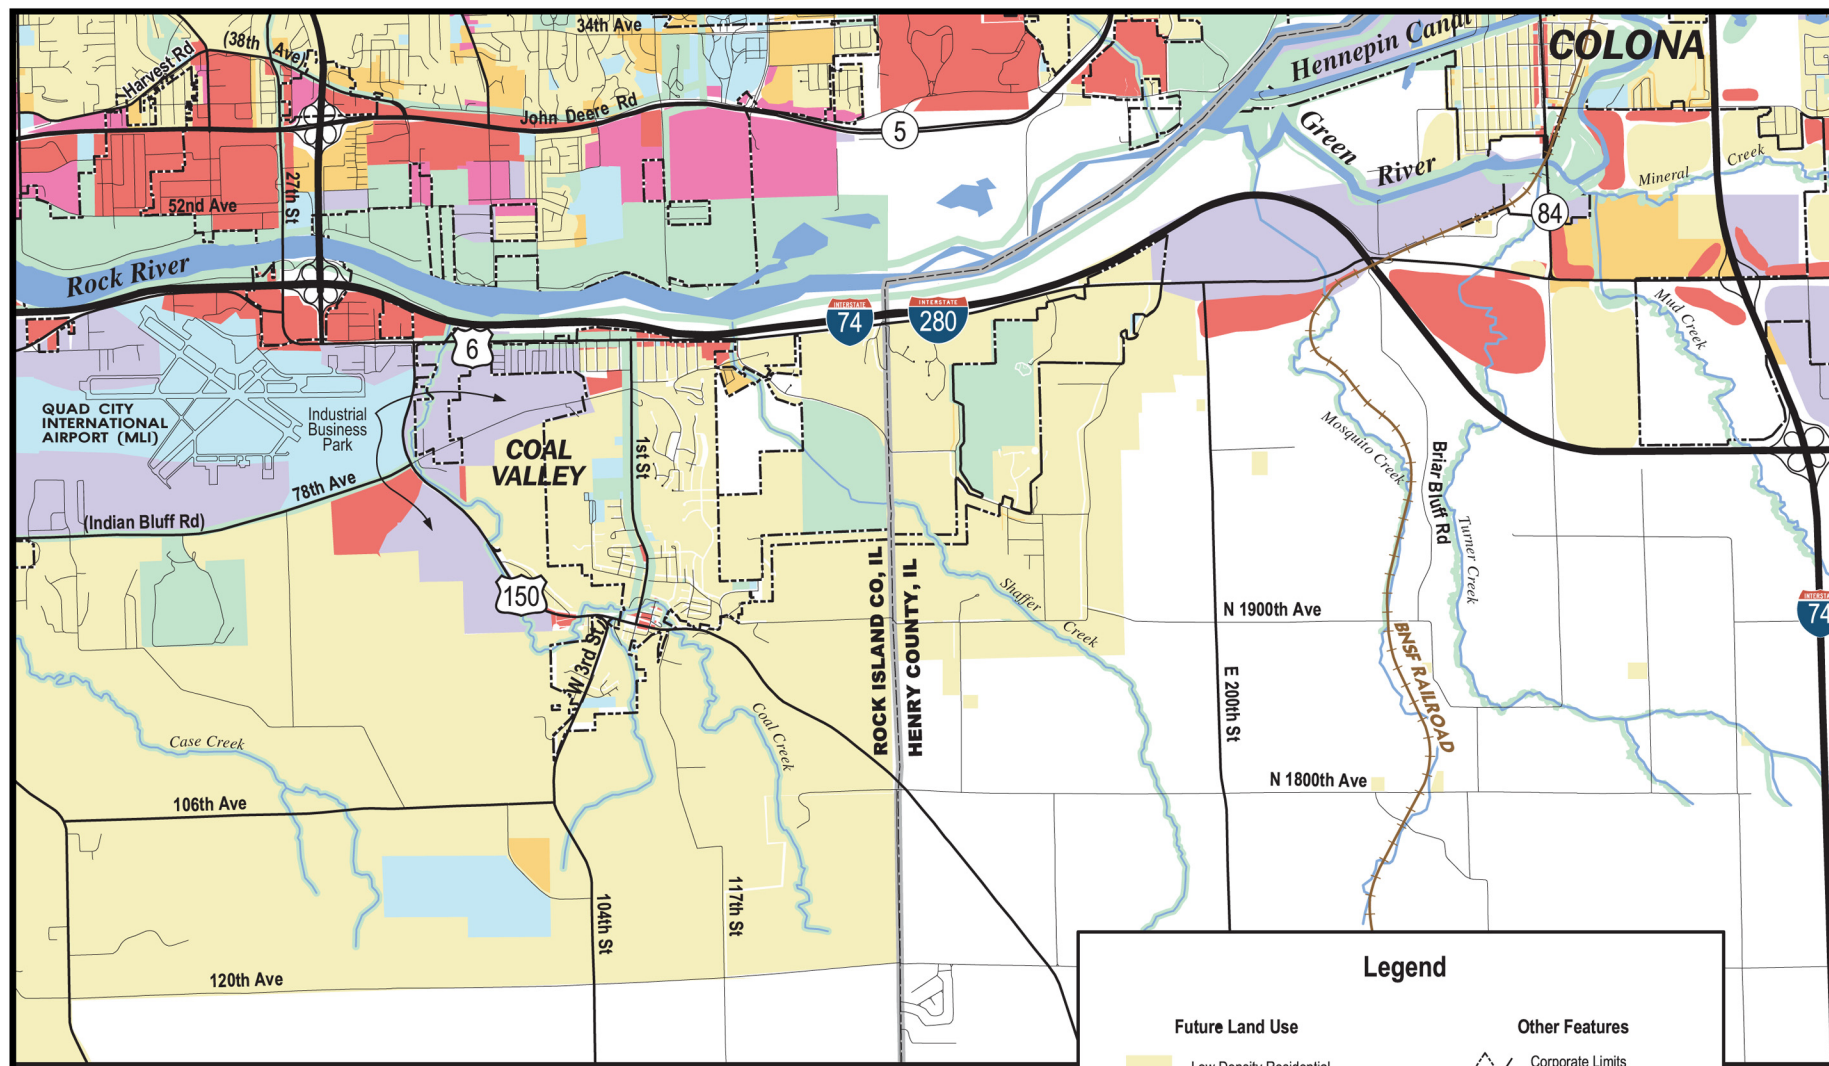 34th Ave
(38th Ave)
Harvest Rd
John Deere Rd
5
Hennepin Canal
COLONA
Green
River
Mineral
Creek
27th St
52nd Ave
84
Rock River
INTERSTATE
74
INTERSTATE
280
6
Mud Creek
QUAD CITY
INTERNATIONAL
AIRPORT (MLI)
Industrial
Business
Park
COAL
VALLEY
1st St
Mosquito Creek
Briar Bluff Rd
78th Ave
(Indian Bluff Rd)
Turner Creek
150
ROCK ISLAND CO, IL
HENRY COUNTY, IL
Shaffer
Creek
N 1900th Ave
INTERSTA
74
W 3rd St
BNSF RAILROAD
E 200th St
Coal Creek
Case Creek
N 1800th Ave
106th Ave
104th St
117th St
120th Ave
Legend
Future Land Use
Other Features
Low Density Residential
Corporate Limits